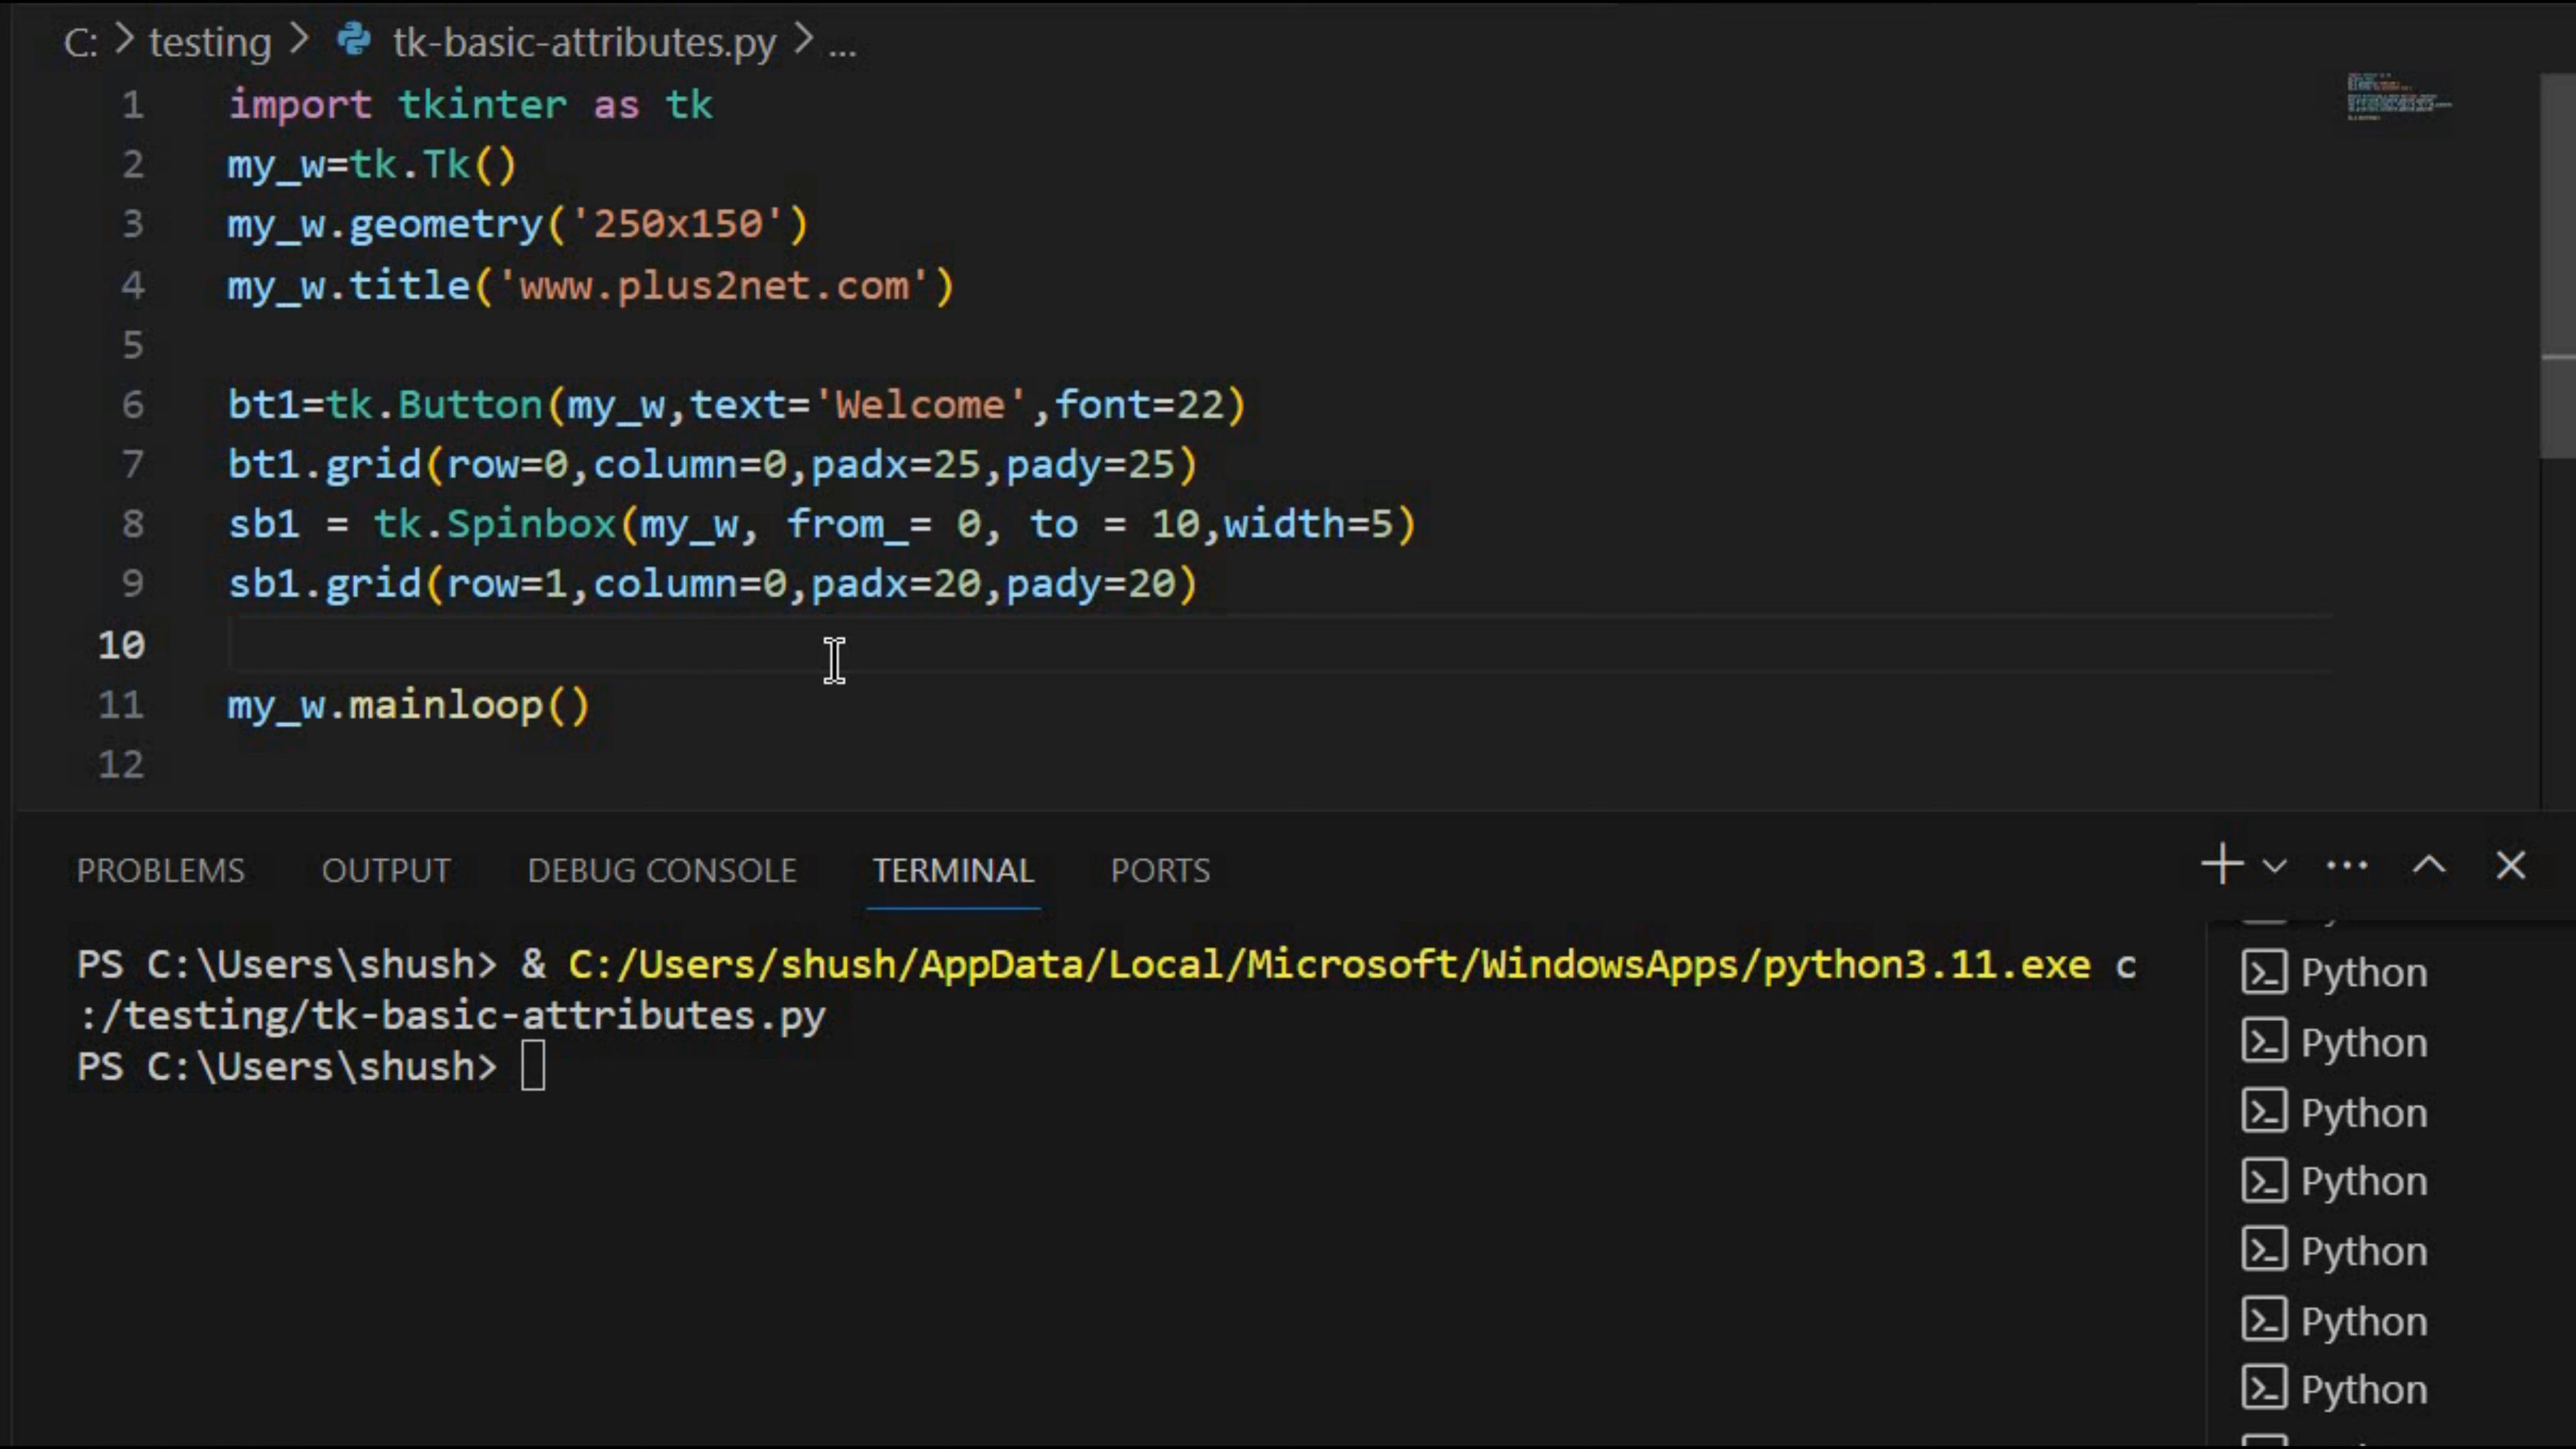 C: > testing > tk-basic-attributes.py > ...
1 import tkinter as tk
2 my_w=tk.Tk()
3 my_w.geometry('250x150')
4 my_w.title('www.plus2net.com')
5
6 bt1=tk.Button(my_w,text='Welcome',font=22)
7 bt1.grid(row=0,column=0,padx=25,pady=25)
8 sb1 = tk.Spinbox(my_w, from_= 0, to = 10,width=5)
9 sb1.grid(row=1,column=0,padx=20,pady=20)
10
11 my_w.mainloop()
12
PROBLEMS OUTPUT DEBUG CONSOLE TERMINAL PORTS
PS C:\Users\shush> & C:/Users/shush/AppData/Local/Microsoft/WindowsApps/python3.11.exe c
:/testing/tk-basic-attributes.py
PS C:\Users\shush>
Python
Python
Python
Python
Python
Python
Python